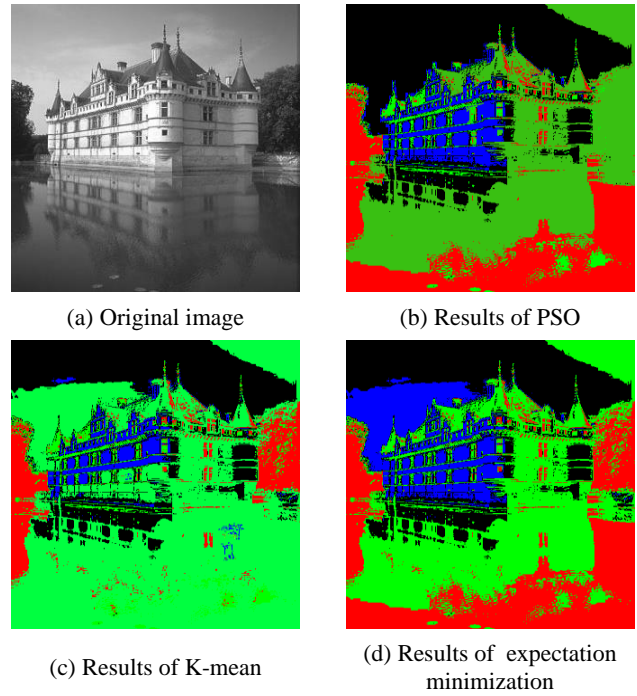 (a) Original image
(b) Results of PSO
(c) Results of K-mean
(d) Results of expectation
minimization